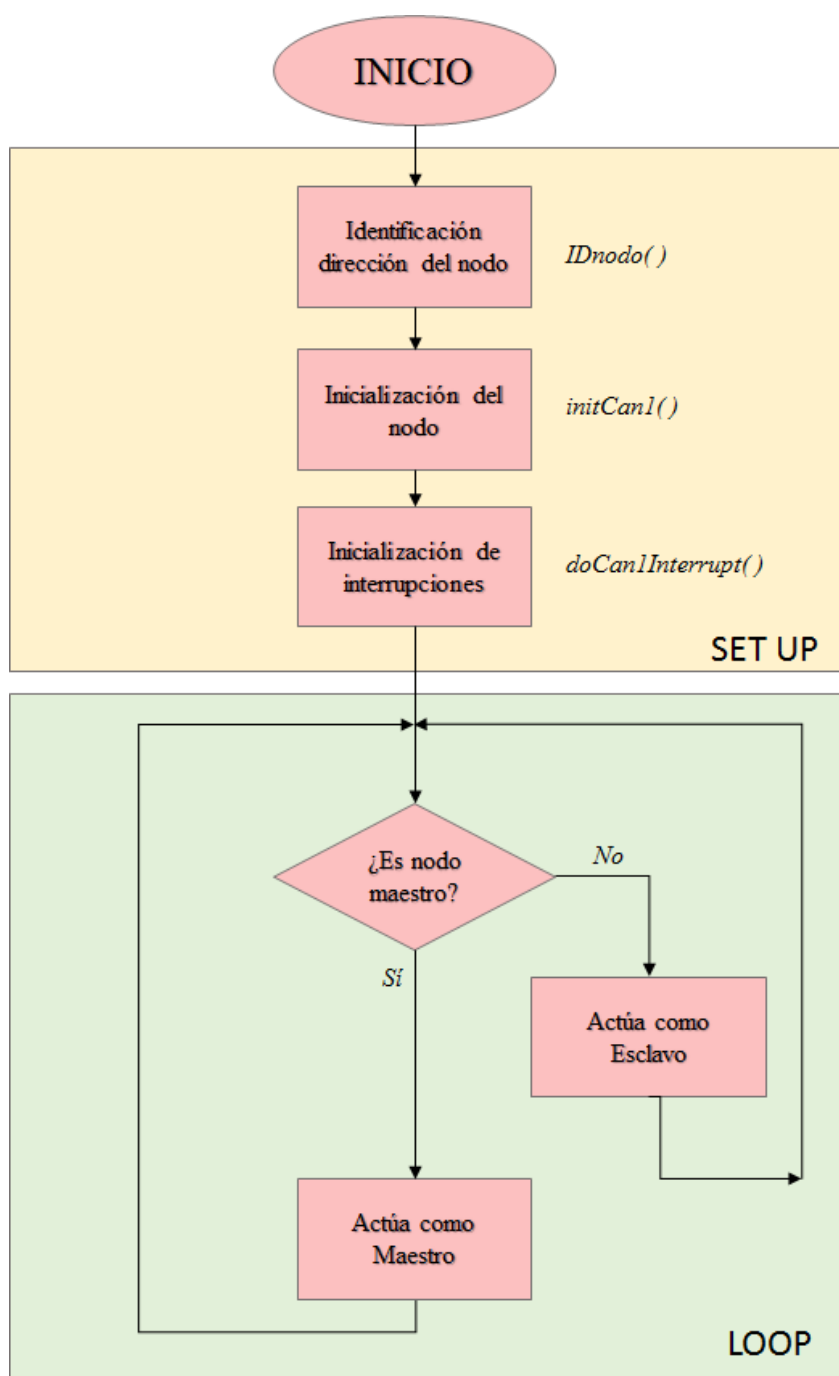 INICIO
Identificación
dirección del nodo
IDnodo( )
Inicialización del
nodo
initCan1( )
Inicialización de
interrupciones
doCan1Interrupt( )
SET UP
¿Es nodo
maestro?
No
Sí
Actúa como
Esclavo
Actúa como
Maestro
LOOP